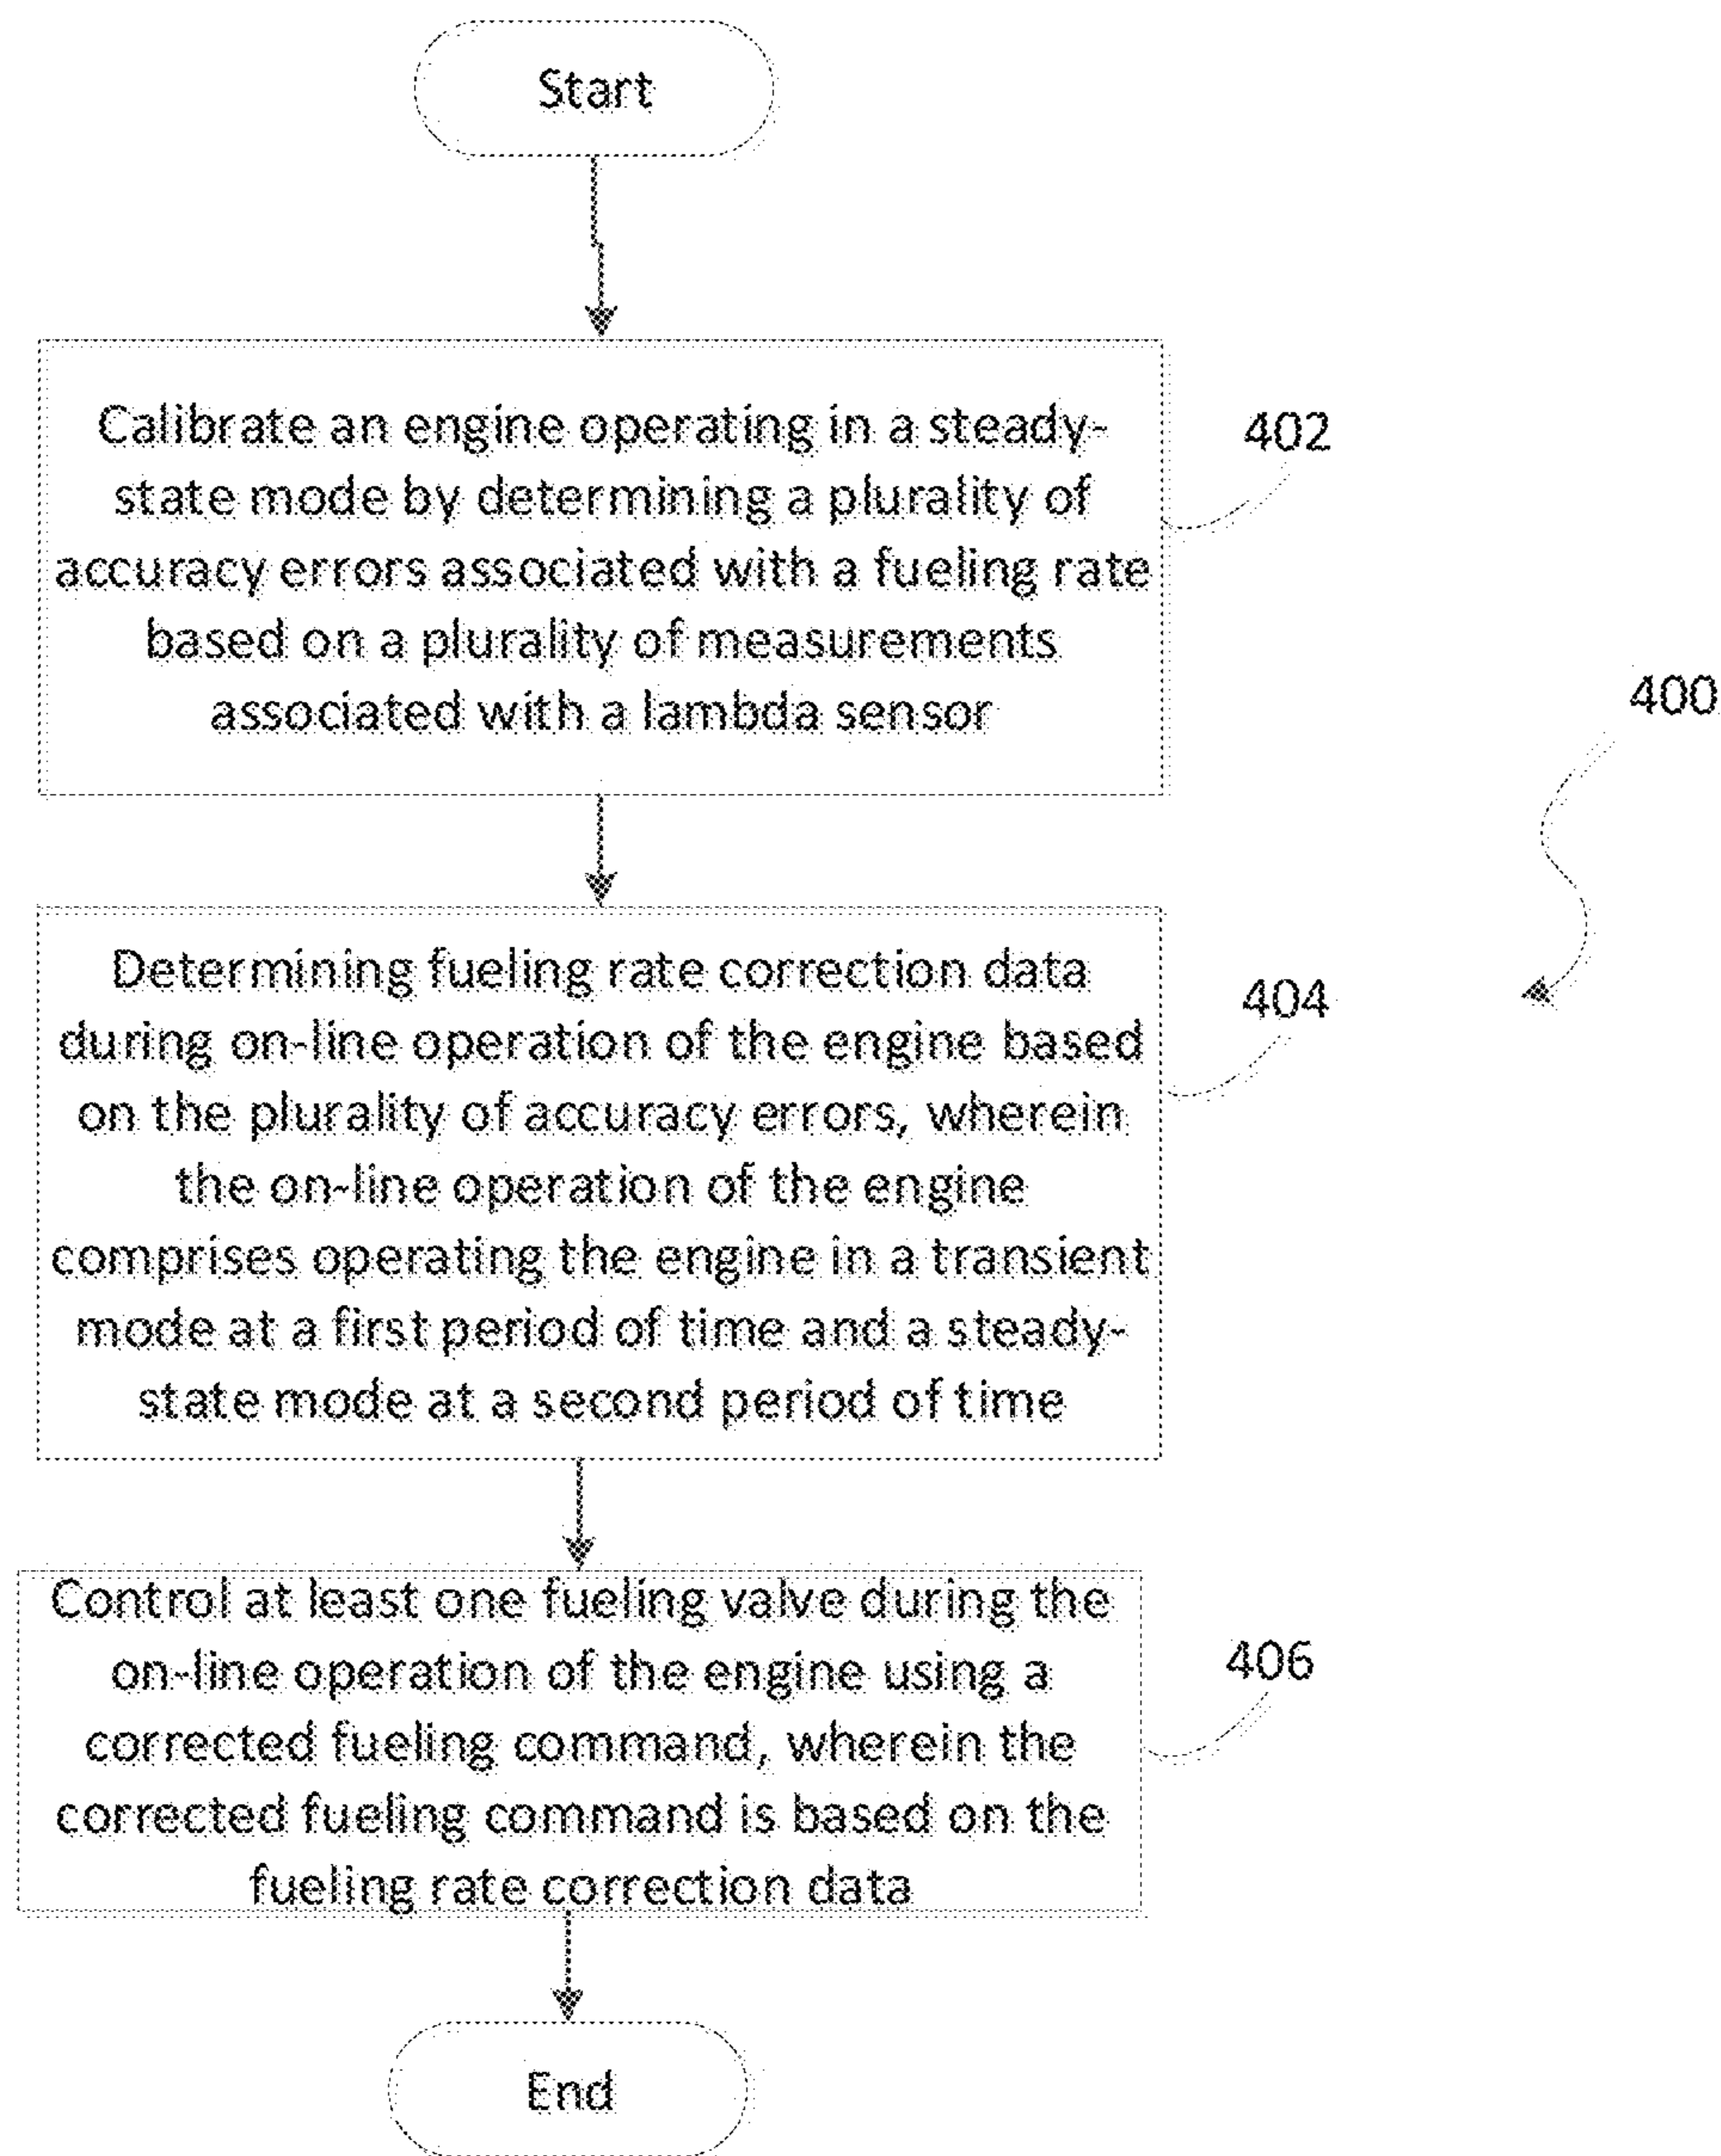 Start
Calibrate an engine operating in a steady-
state mode by determining a plurality of
accuracy errors associated with a fueling rate
based on a plurality of measurements
associated with a lambda sensor
402
400
Determining fueling rate correction data
during on-line operation of the engine based
on the plurality of accuracy errors, wherein
the on-line operation of the engine
comprises operating the engine in a transient
mode at a first period of time and a steady-
state mode at a second period of time
404
Control at least one fueling valve during the
on-line operation of the engine using a
corrected fueling command, wherein the
corrected fueling command is based on the
fueling rate correction data
406
End